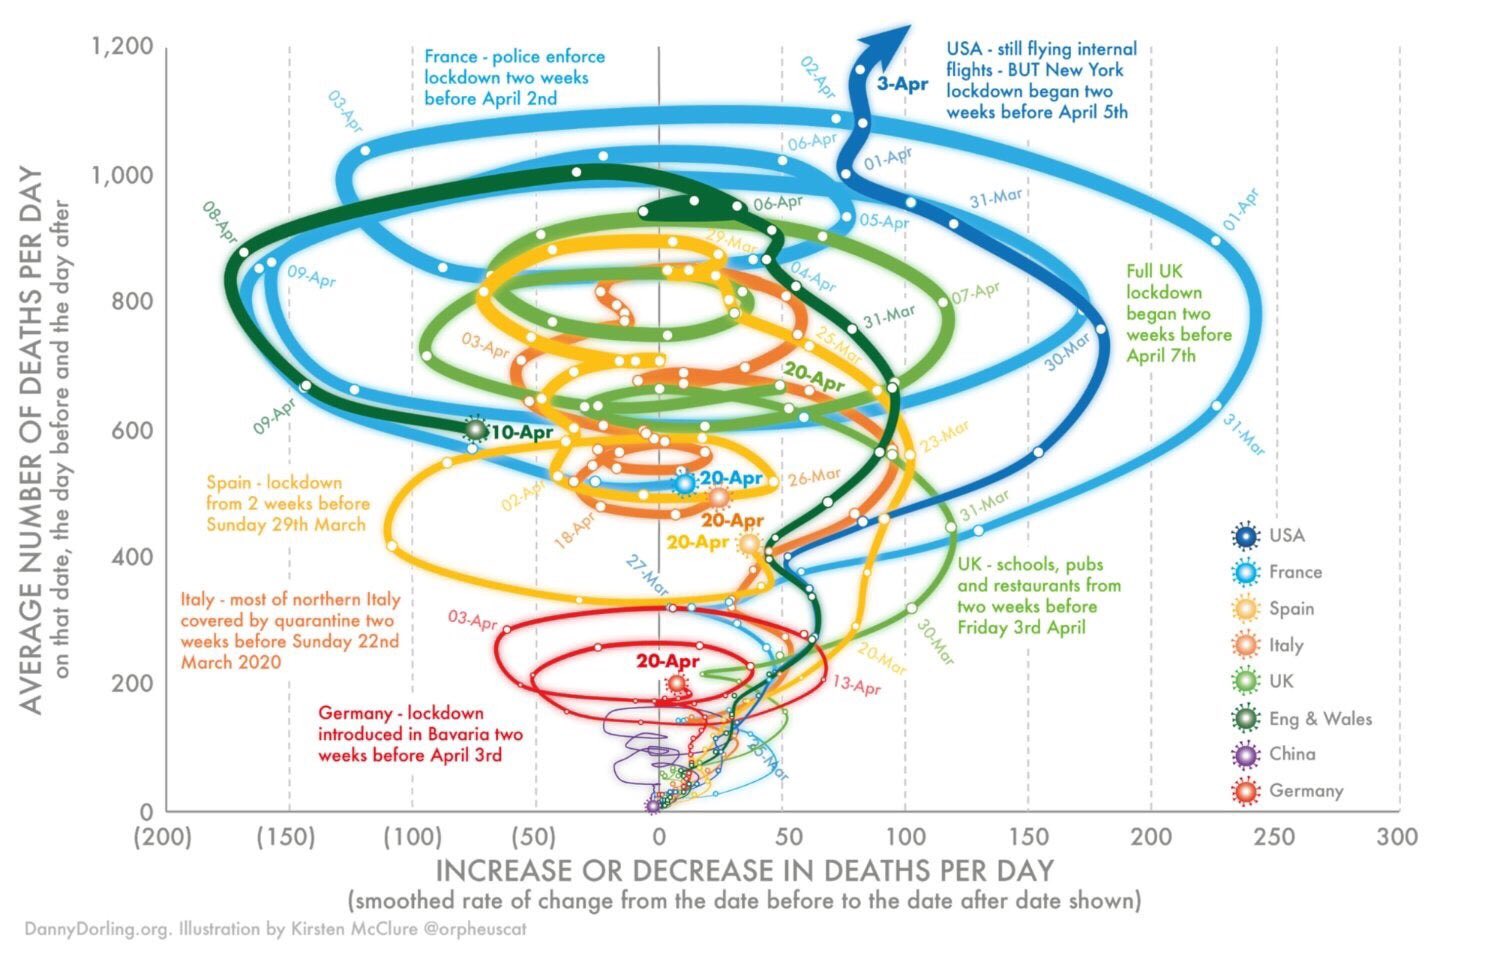 1,200
1,000
800
600
400
200
0
AVERAGE NUMBER OF DEATHS PER DAY
on that date, the day before and the day after
France - police enforce
lockdown two weeks
before April 2nd
USA - still flying internal
flights - BUT New York
lockdown began two
weeks before April 5th
3-Apr
02-Apr
03-Apr
06-Apr
01-Apr
31-Mar
05-Apr
01-Apr
06-Apr
08-Apr
09-Apr
29-Mar
04-Apr
07-Apr
31-Mar
Full UK
lockdown
began two
weeks before
April 7th
03-Apr
25-Mar
30-Mar
20-Apr
09-Apr
10-Apr
23-Mar
31-Mar
Spain - lockdown
from 2 weeks before
Sunday 29th March
02-Apr
20-Apr
26-Mar
18-Apr
20-Apr
20-Apr
31-Mar
27-Mar
UK - schools, pubs
and restaurants from
two weeks before
Friday 3rd April
Italy - most of northern Italy
covered by quarantine two
weeks before Sunday 22nd
March 2020
03-Apr
30-Mar
20-Mar
20-Apr
13-Apr
Germany - lockdown
introduced in Bavaria two
weeks before April 3rd
USA
France
Spain
Italy
UK
Eng & Wales
China
Germany
(200)
(150)
(100)
(50)
0
50
100
150
200
250
300
INCREASE OR DECREASE IN DEATHS PER DAY
(smoothed rate of change from the date before to the date after date shown)
DannyDorling.org. Illustration by Kirsten McClure @orpheuscat